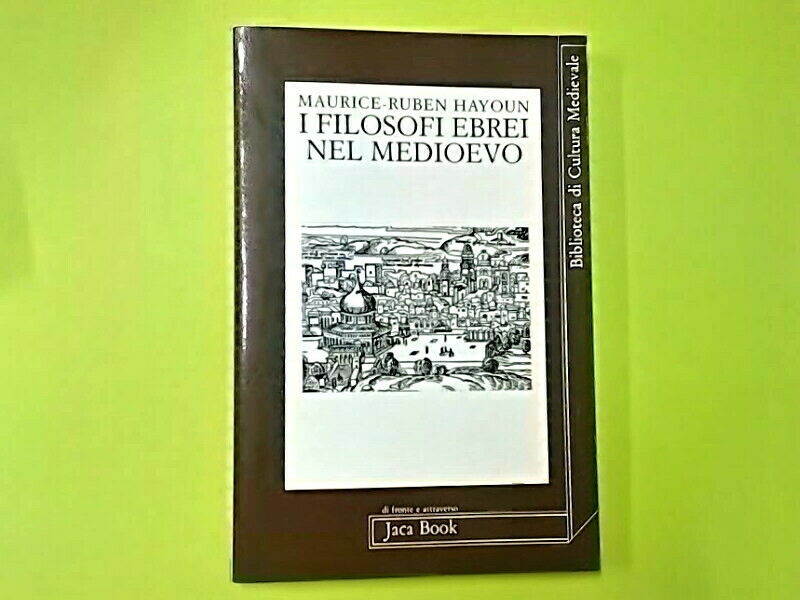 MAURICE-RUBEN HAYOUN
I FILOSOFI EBREI
NEL MEDIOEVO
Biblioteca di Cultura Medievale
di fronte e attraverso
Jaca Book